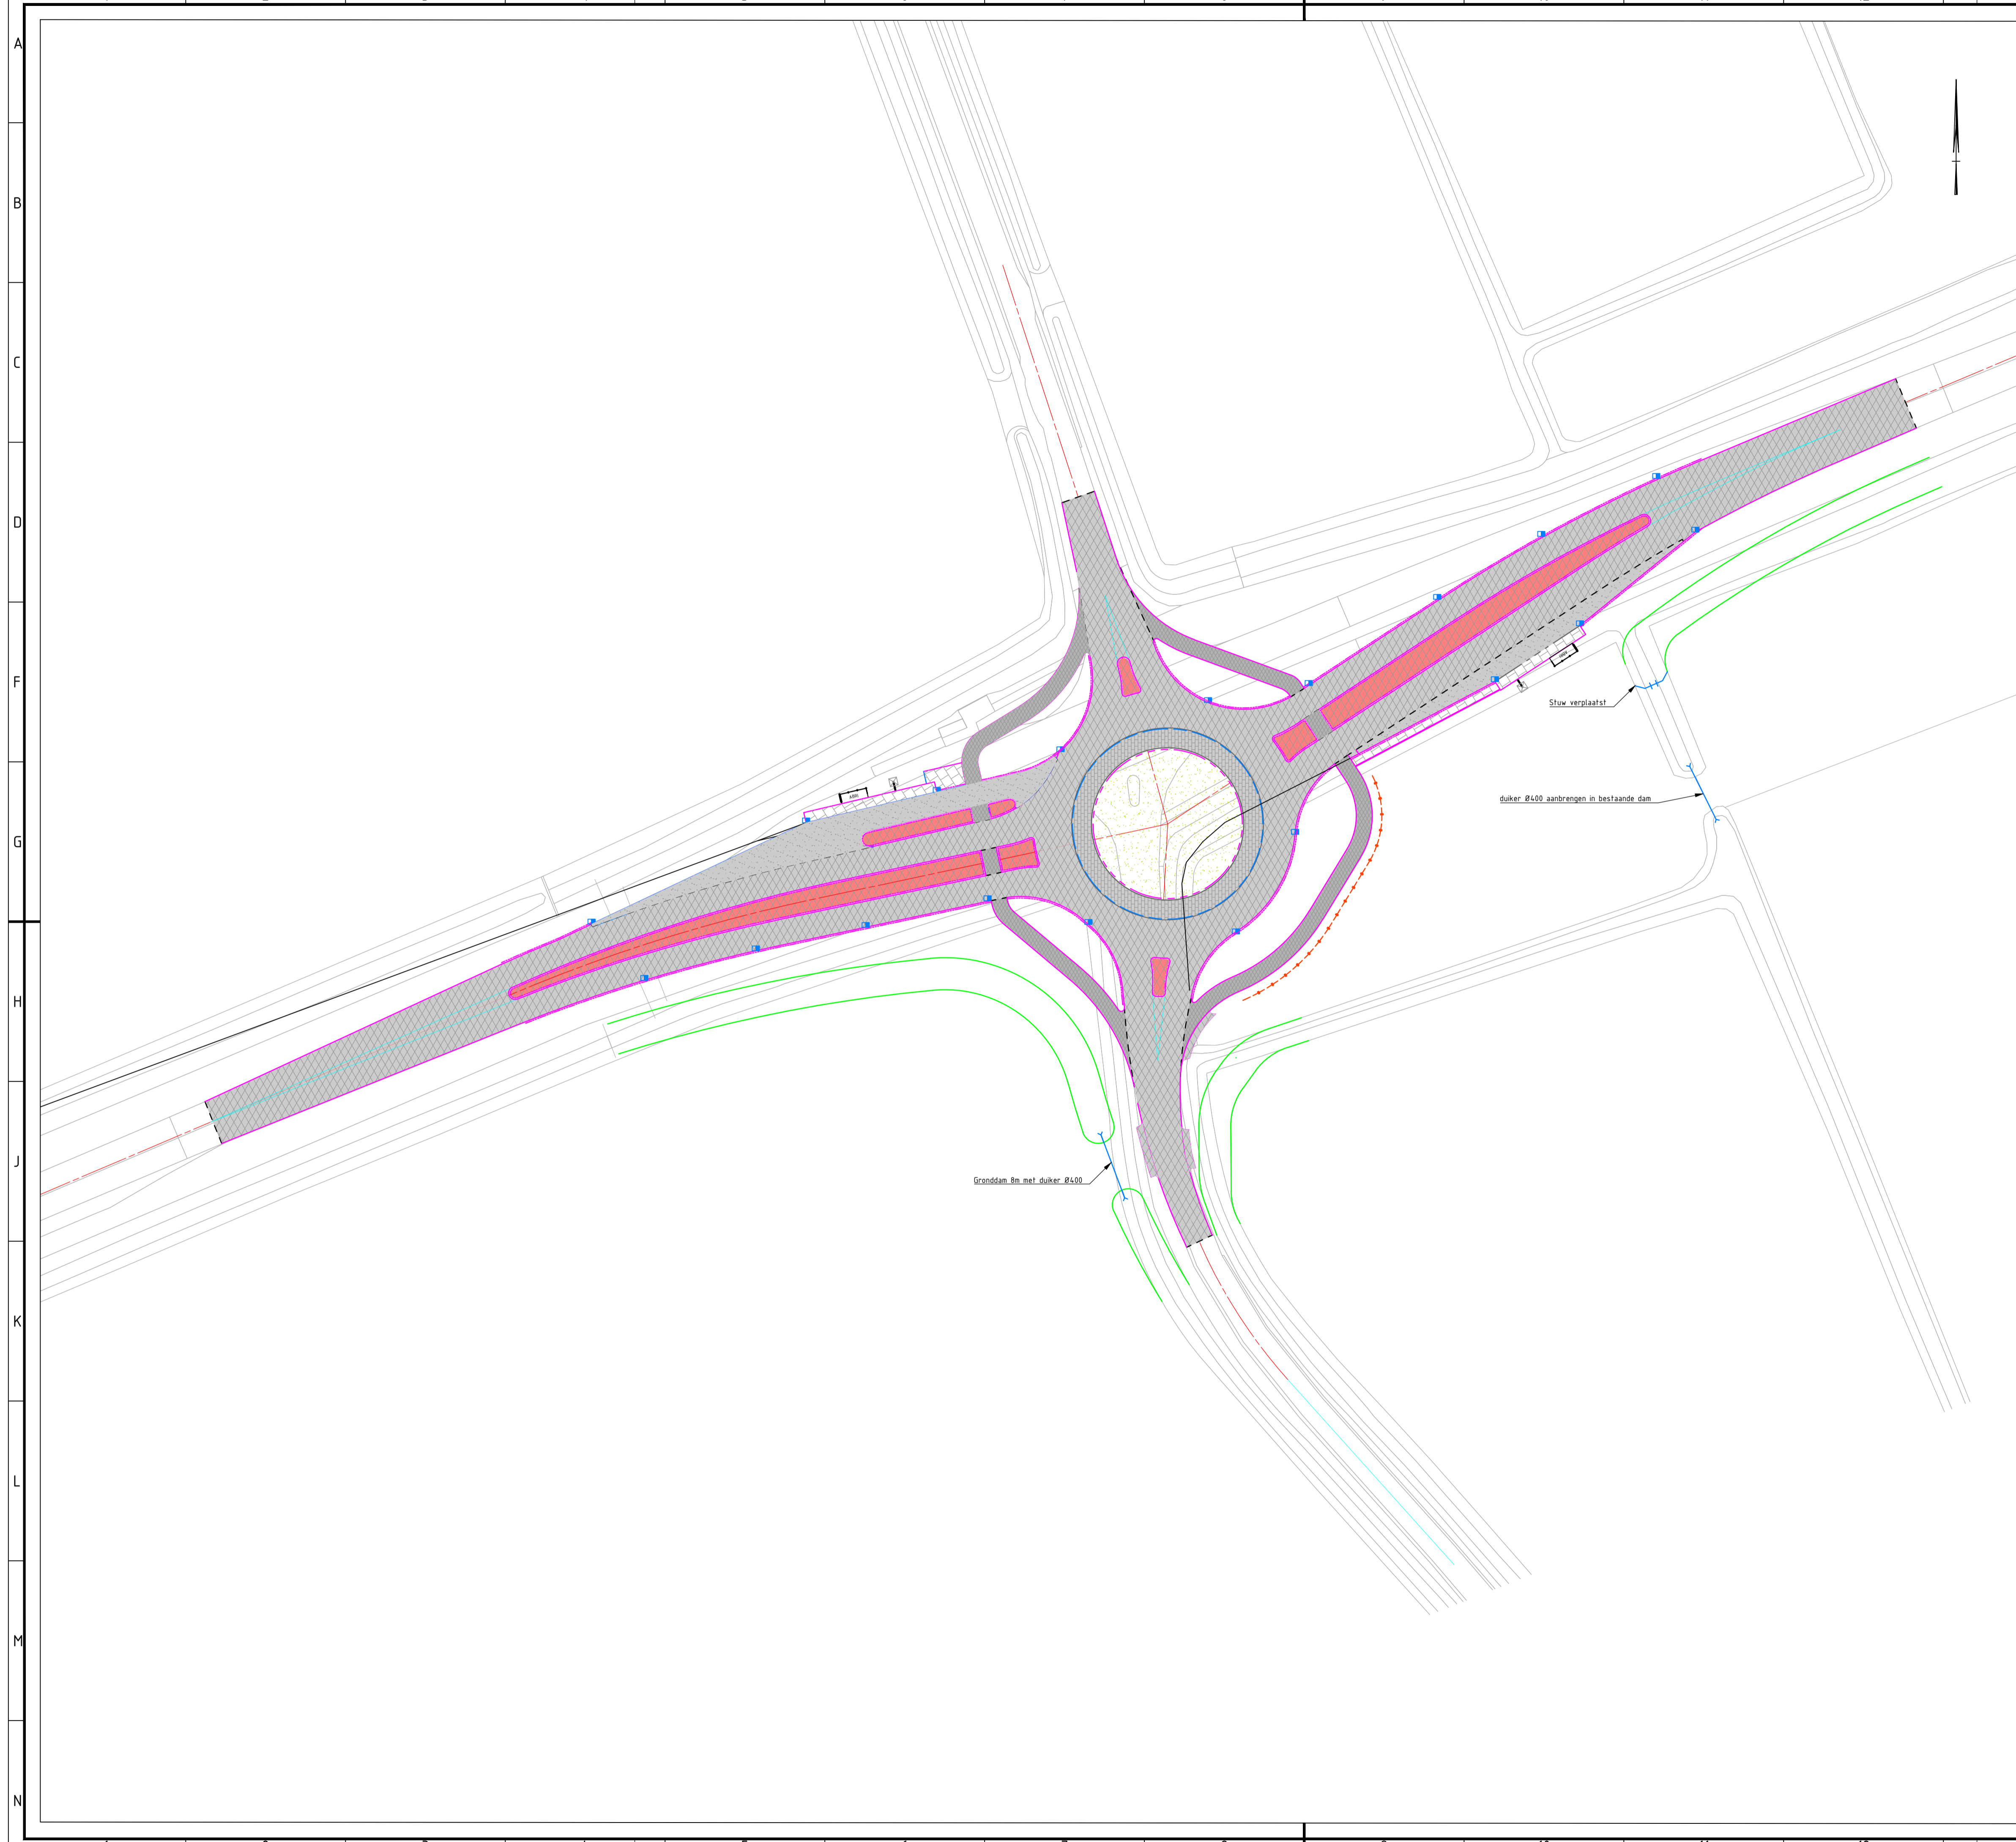 A
B
C
D
F
G
H
J
K
L
M
N
Stuw verplaatst
duiker Ø400 aanbrengen in bestaande dam
Gronddam 8m met duiker Ø400